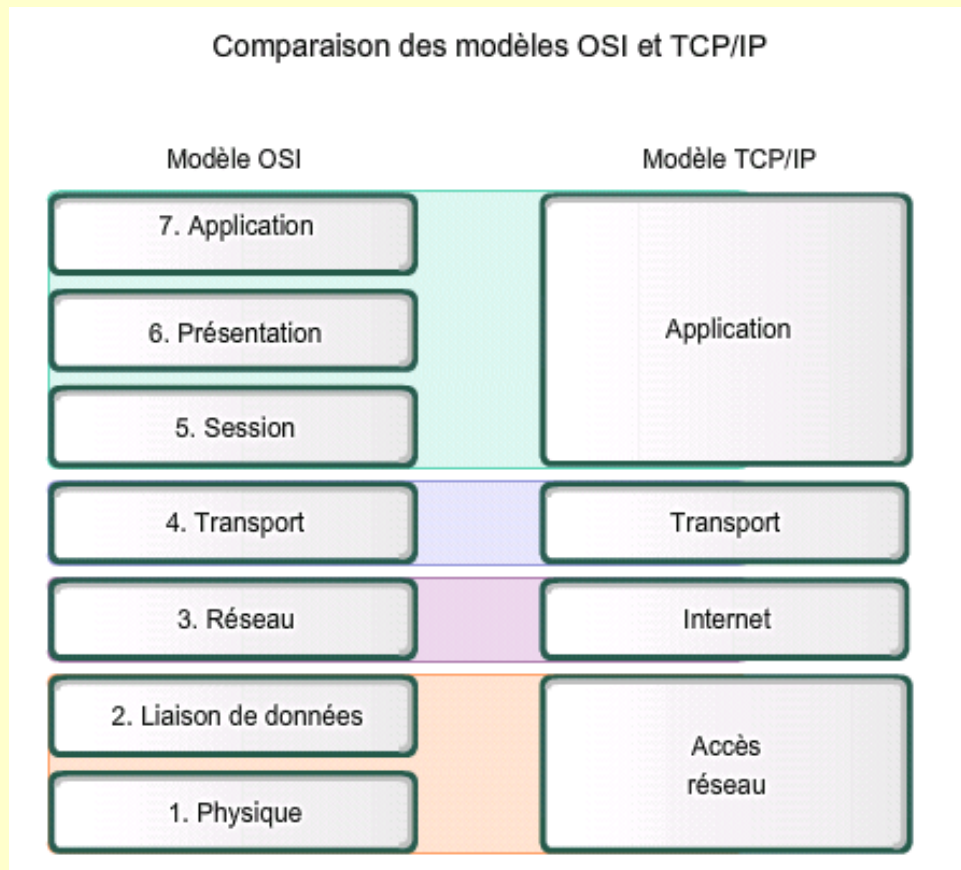 Comparaison des modèles OSI et TCP/IP
Modèle OSI
Modèle TCP/IP
7. Application
6. Présentation
5. Session
4. Transport
3. Réseau
2. Liaison de données
1. Physique
Application
Transport
Internet
Accès
réseau